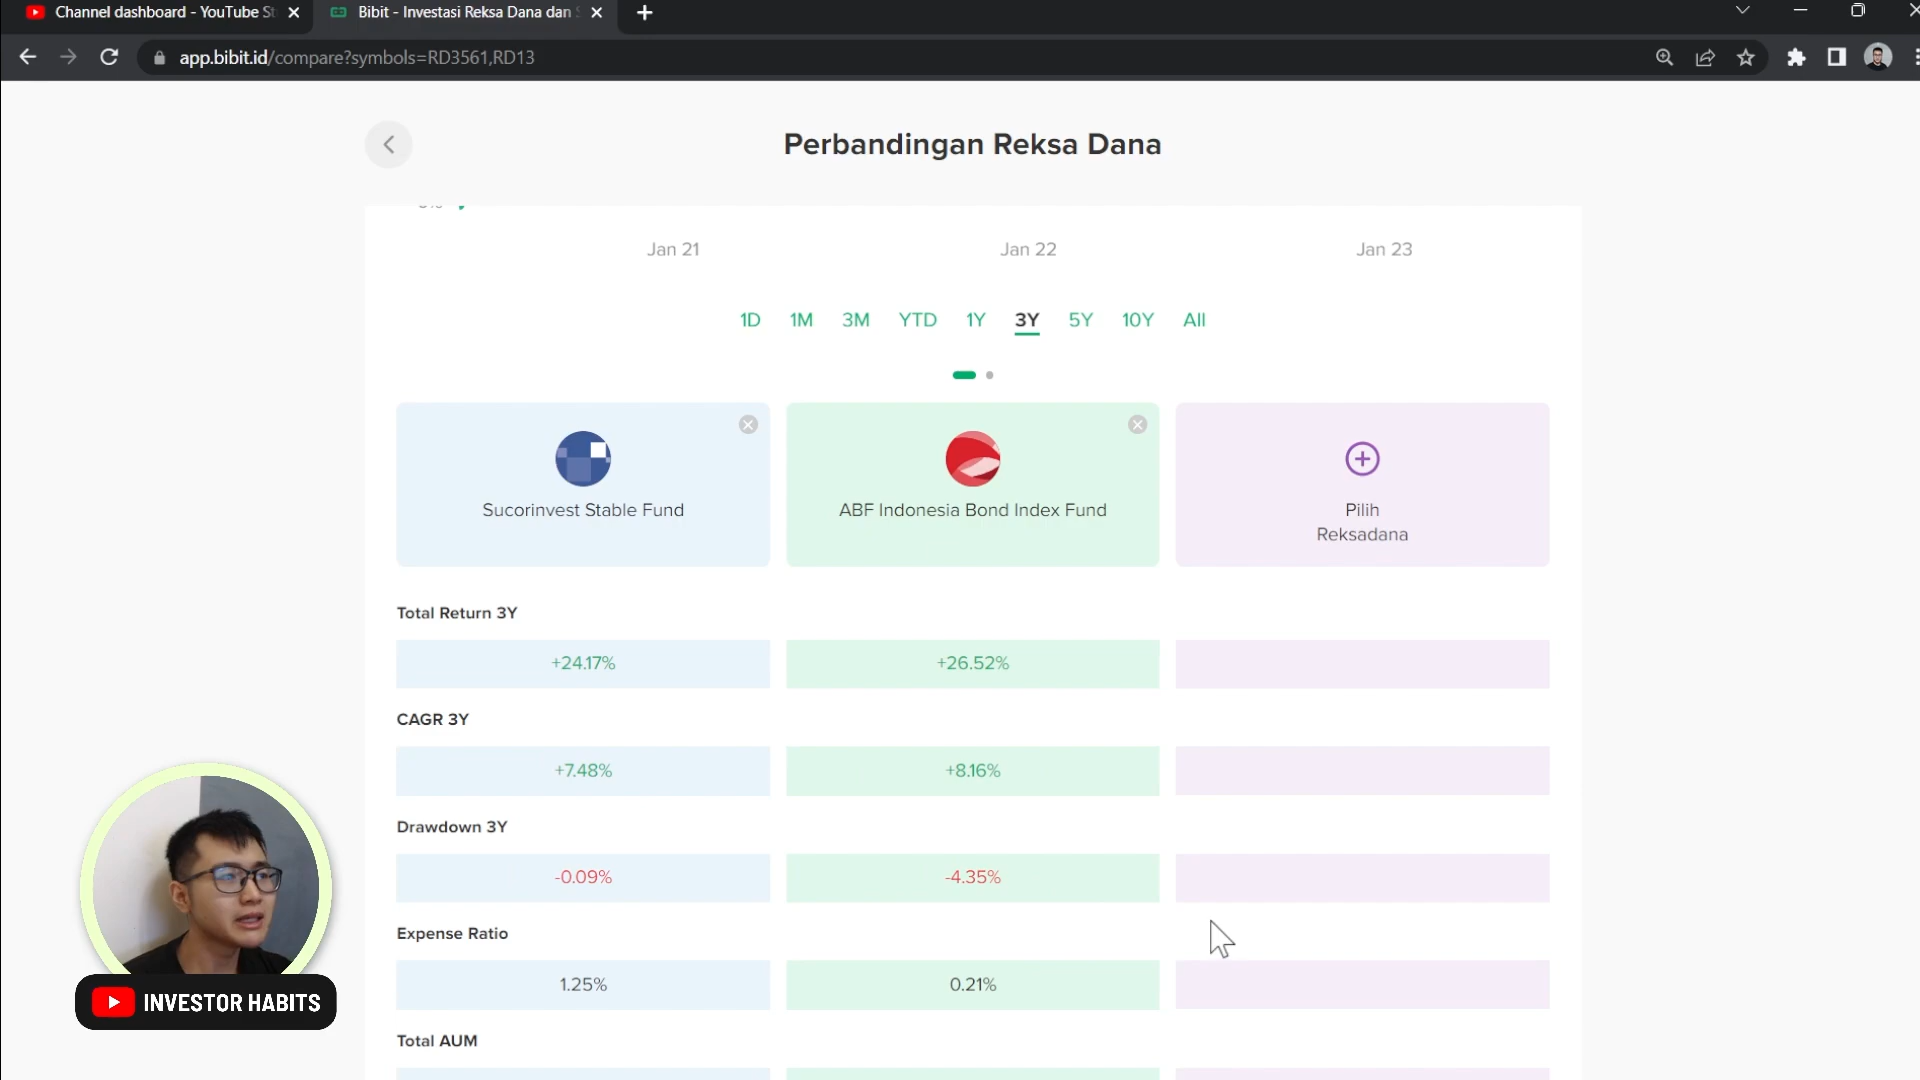 Channel dashboard - YouTube St
Bibit - Investasi Reksa Dana dan S
app.bibit.id/compare?symbols=RD3561,RD13
Perbandingan Reksa Dana
Jan 21
Jan 22
Jan 23
1D 1M 3M YTD 1Y 3Y 5Y 10Y All
Sucorinvest Stable Fund
ABF Indonesia Bond Index Fund
Pilih
Reksadana
Total Return 3Y
+24.17%
+26.52%
CAGR 3Y
+7.48%
+8.16%
Drawdown 3Y
-0.09%
-4.35%
Expense Ratio
1.25%
0.21%
Total AUM
INVESTOR HABITS